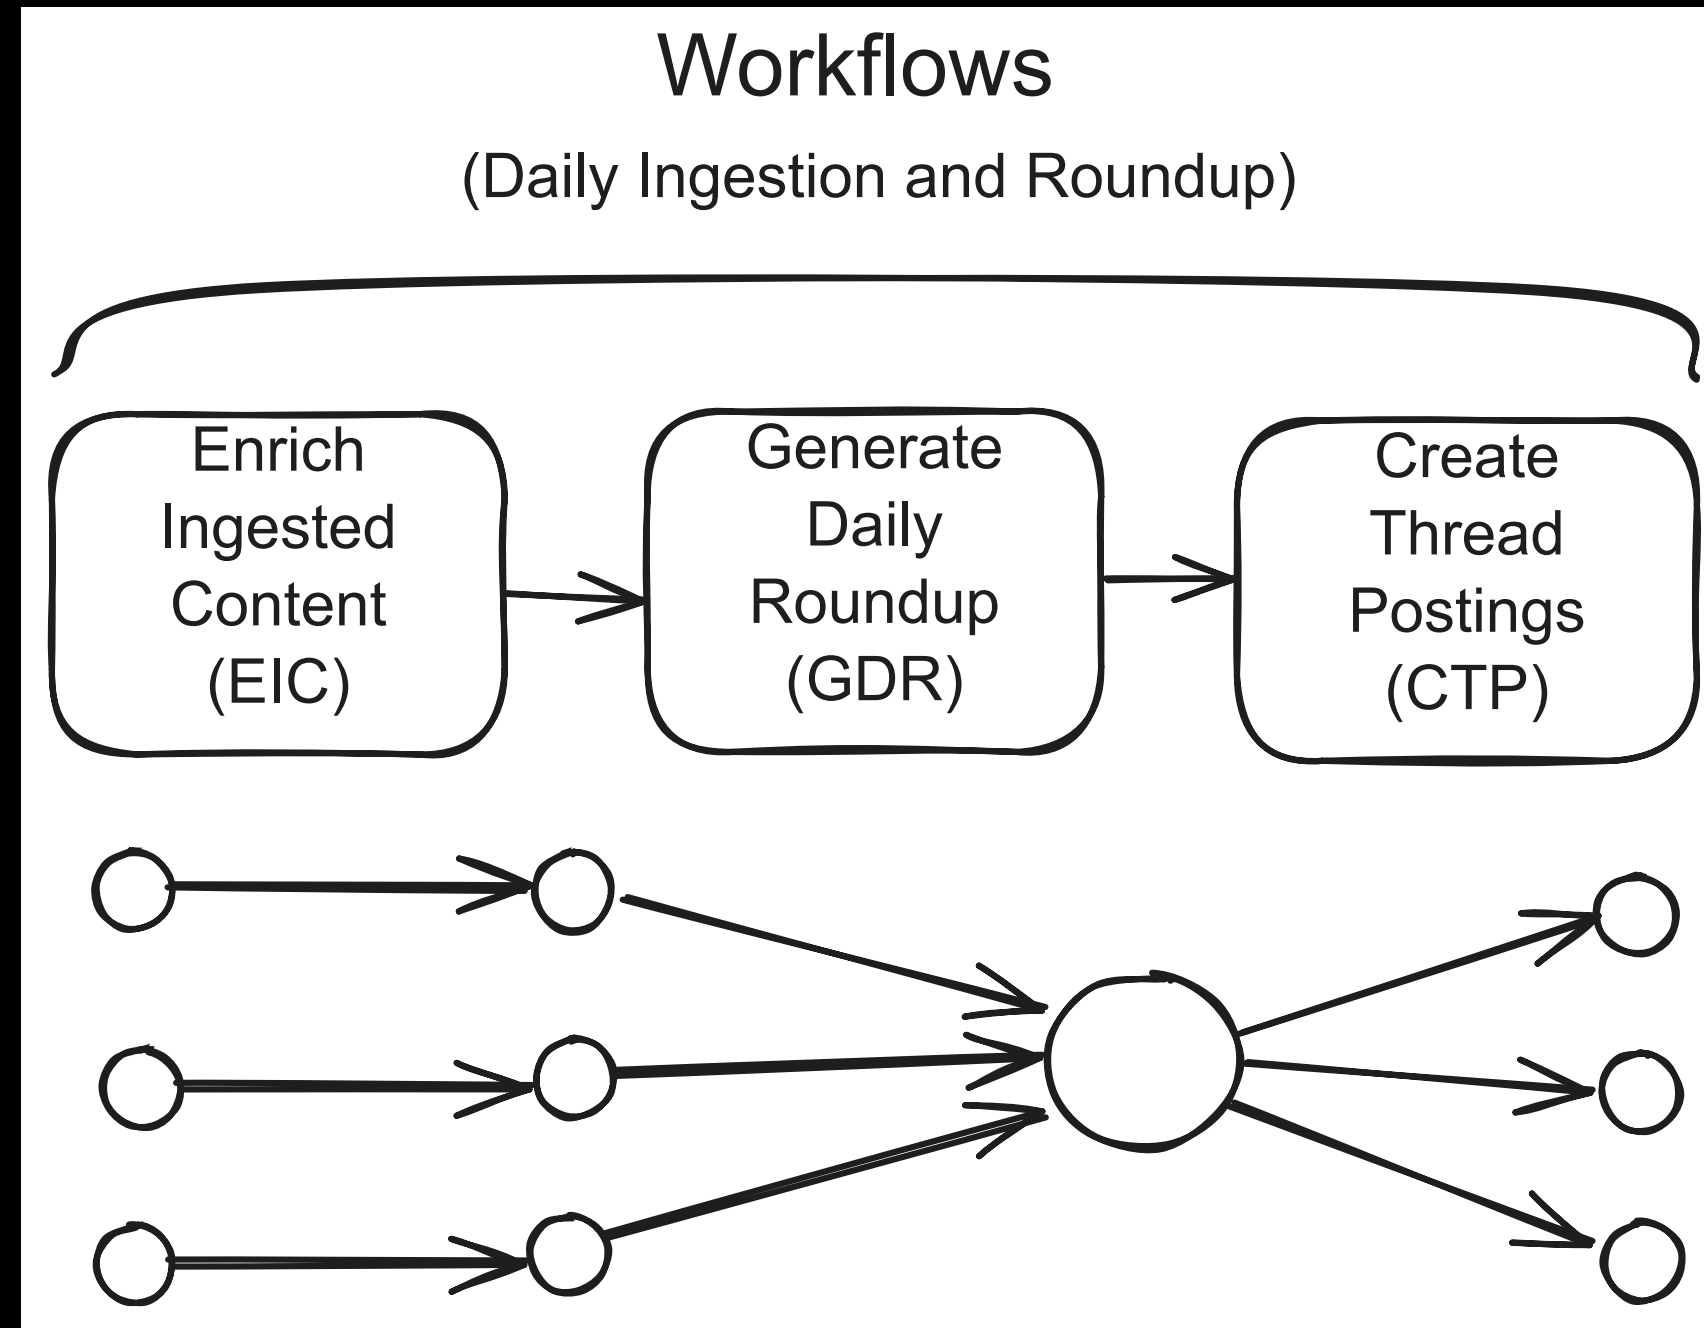 Workflows
(Daily Ingestion and Roundup)
Enrich
Ingested
Content
(EIC)
Generate
Daily
Roundup
(GDR)
Create
Thread
Postings
(CTP)